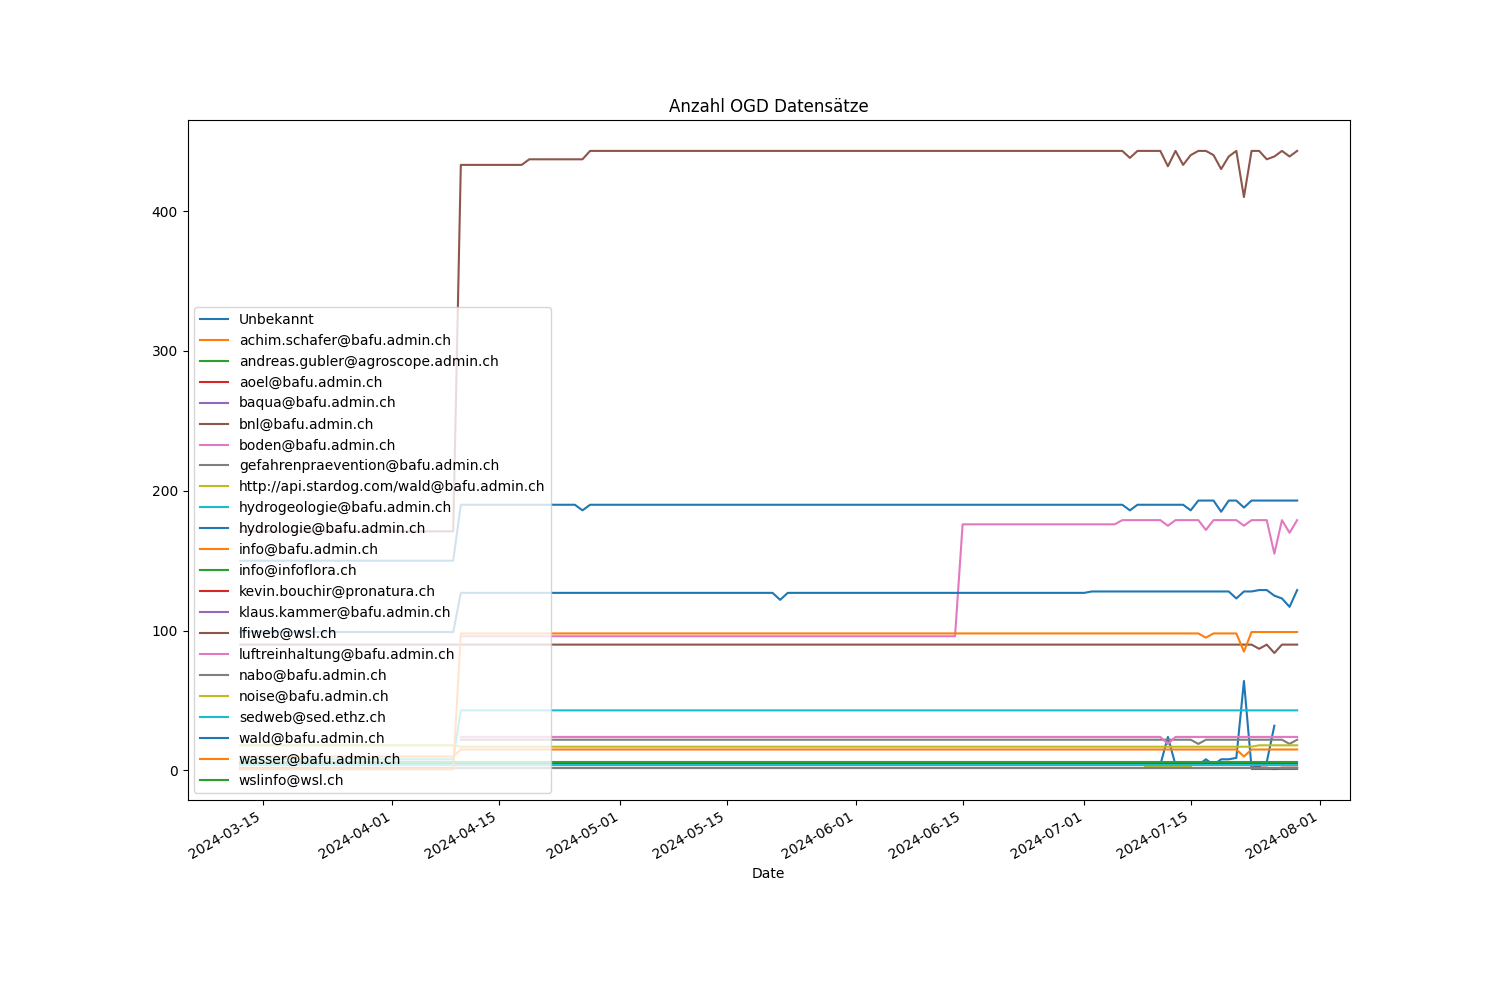 Anzahl OGD Datensätze
400
300
200
100
0
Unbekannt
achim.schafer@bafu.admin.ch
andreas.gubler@agroscope.admin.ch
aoel@bafu.admin.ch
baqua@bafu.admin.ch
bnl@bafu.admin.ch
boden@bafu.admin.ch
gefahrenpraevention@bafu.admin.ch
http://api.stardog.com/wald@bafu.admin.ch
hydrogeologie@bafu.admin.ch
hydrologie@bafu.admin.ch
info@bafu.admin.ch
info@infoflora.ch
kevin.bouchir@pronatura.ch
klaus.kammer@bafu.admin.ch
lfiweb@wsl.ch
luftreinhaltung@bafu.admin.ch
nabo@bafu.admin.ch
noise@bafu.admin.ch
sedweb@sed.ethz.ch
wald@bafu.admin.ch
wasser@bafu.admin.ch
wslinfo@wsl.ch
2024-03-15
2024-04-01
2024-04-15
2024-05-01
2024-05-15
2024-06-01
2024-06-15
2024-07-01
2024-07-15
2024-08-01
Date